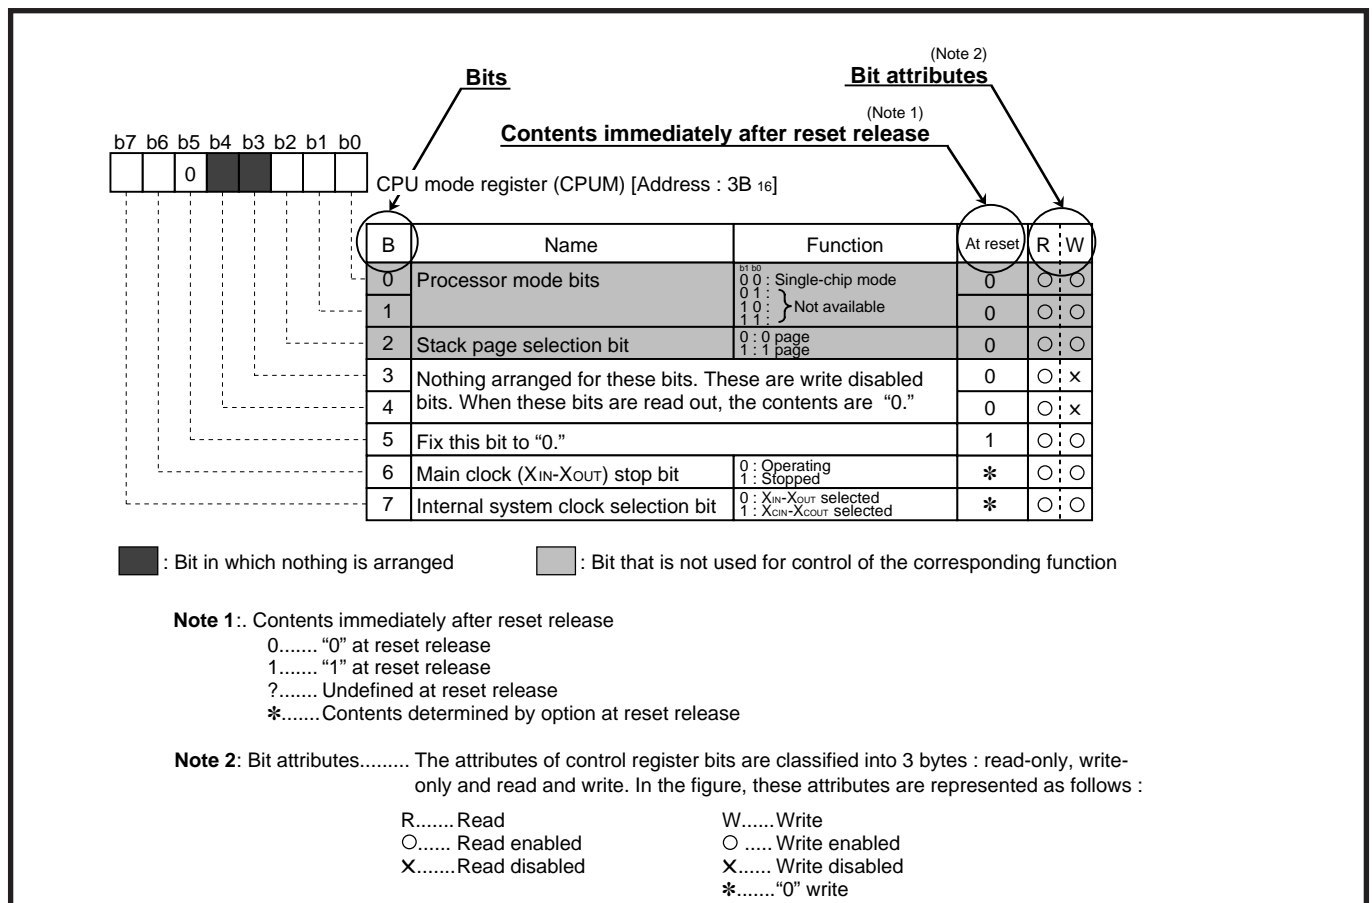 (Note 2)
Bits
Bit attributes
(Note 1)
Contents immediately after reset release
b7 b6 b5 b4 b3 b2 b1 b0
0
CPU mode register (CPUM) [Address : 3B 16]
B Name Function At reset R W
0 Processor mode bits b1 b0
0 0 : Single-chip mode 0 ○ ○
0 1 :
1 1 0 : Not available 0 ○ ○
1 1 :
2 Stack page selection bit 0 : 0 page
1 : 1 page 0 ○ ○
3 Nothing arranged for these bits. These are write disabled 0 ○ ×
4 bits. When these bits are read out, the contents are “0.” 0 ○ ×
5 Fix this bit to “0.” 1 ○ ○
6 Main clock (XIN-XOUT) stop bit 0 : Operating
1 : Stopped ✻ ○ ○
7 Internal system clock selection bit 0 : XIN-XOUT selected
1 : XCIN-XCOUT selected ✻ ○ ○
: Bit in which nothing is arranged : Bit that is not used for control of the corresponding function
Note 1:. Contents immediately after reset release
0....... “0” at reset release
1....... “1” at reset release
?....... Undefined at reset release
✻.......Contents determined by option at reset release
Note 2: Bit attributes......... The attributes of control register bits are classified into 3 bytes : read-only, write-
only and read and write. In the figure, these attributes are represented as follows :
R.......Read W......Write
○...... Read enabled ○ ..... Write enabled
×.......Read disabled ×...... Write disabled
✻.......“0” write